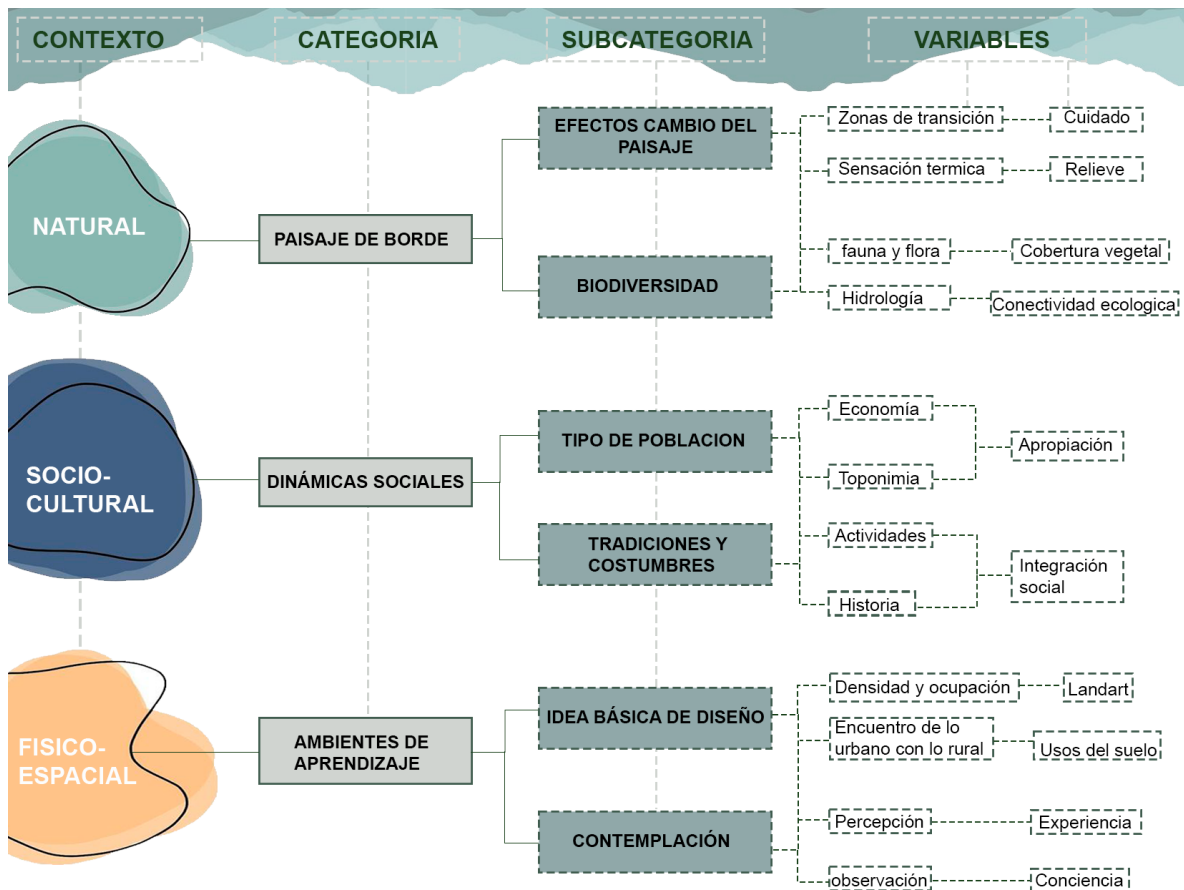 CONTEXTO
CATEGORIA
SUBCATEGORIA
VARIABLES
NATURAL
PAISAJE DE BORDE
EFECTOS CAMBIO DEL
PAISAJE
Zonas de transición
Cuidado
Sensación termica
Relieve
BIODIVERSIDAD
fauna y flora
Cobertura vegetal
Hidrología
Conectividad ecologica
SOCIO-
CULTURAL
DINÁMICAS SOCIALES
TIPO DE POBLACION
Economía
Toponimia
Apropiación
TRADICIONES Y
COSTUMBRES
Actividades
Historia
Integración
social
FISICO-
ESPACIAL
AMBIENTES DE
APRENDIZAJE
IDEA BÁSICA DE DISEÑO
Densidad y ocupación
Landart
Encuentro de lo
urbano con lo rural
Usos del suelo
CONTEMPLACIÓN
Percepción
Experiencia
observación
Conciencia